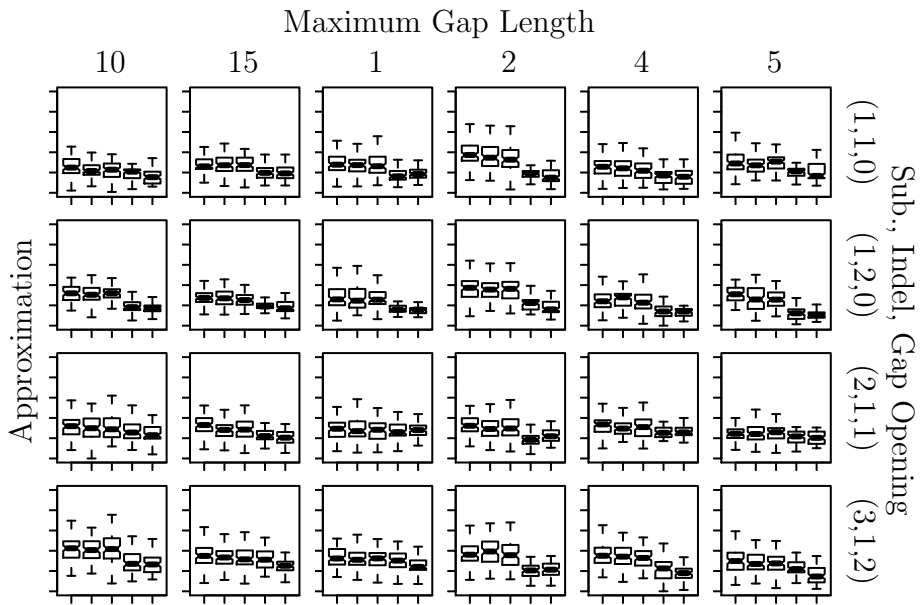 Maximum Gap Length
10 15 1 2 4 5
Approximation
(1,1,0)
(1,2,0)
(2,1,1)
(3,1,2)
Sub., Indel, Gap Opening